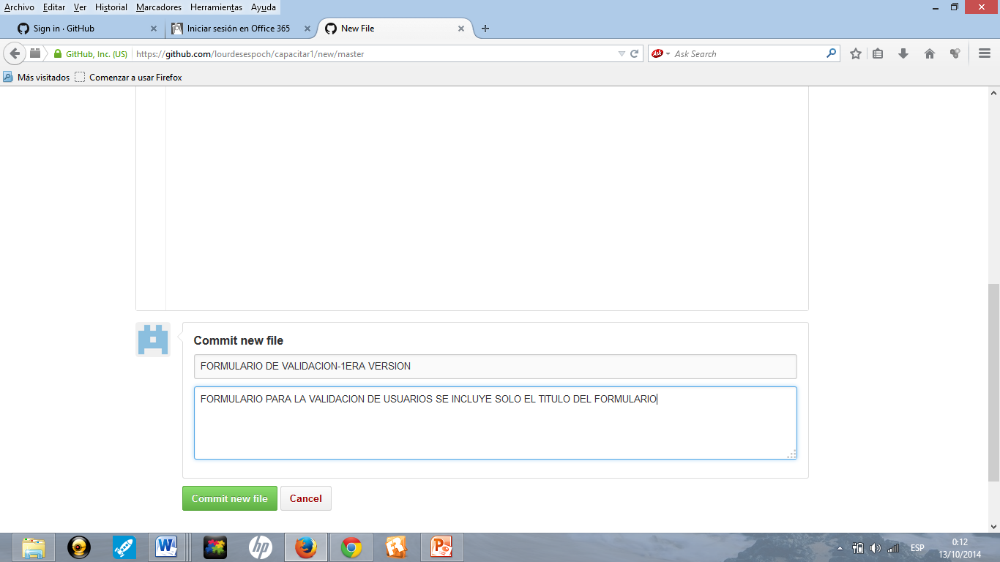 Archivo Editar Ver Historial Marcadores Herramientas Ayuda
Sign in · GitHub
Iniciar sesión en Office 365
New File
GitHub, Inc. (US)
https://github.com/lourdesespoch/capacitar1/new/master
Ask
Ask Search
Más visitados
Comenzar a usar Firefox
Commit new file
FORMULARIO DE VALIDACION-1ERA VERSION
FORMULARIO PARA LA VALIDACION DE USUARIOS SE INCLUYE SOLO EL TITULO DEL FORMULARIO
Commit new file
Cancel
hp
ESP
0:12
13/10/2014